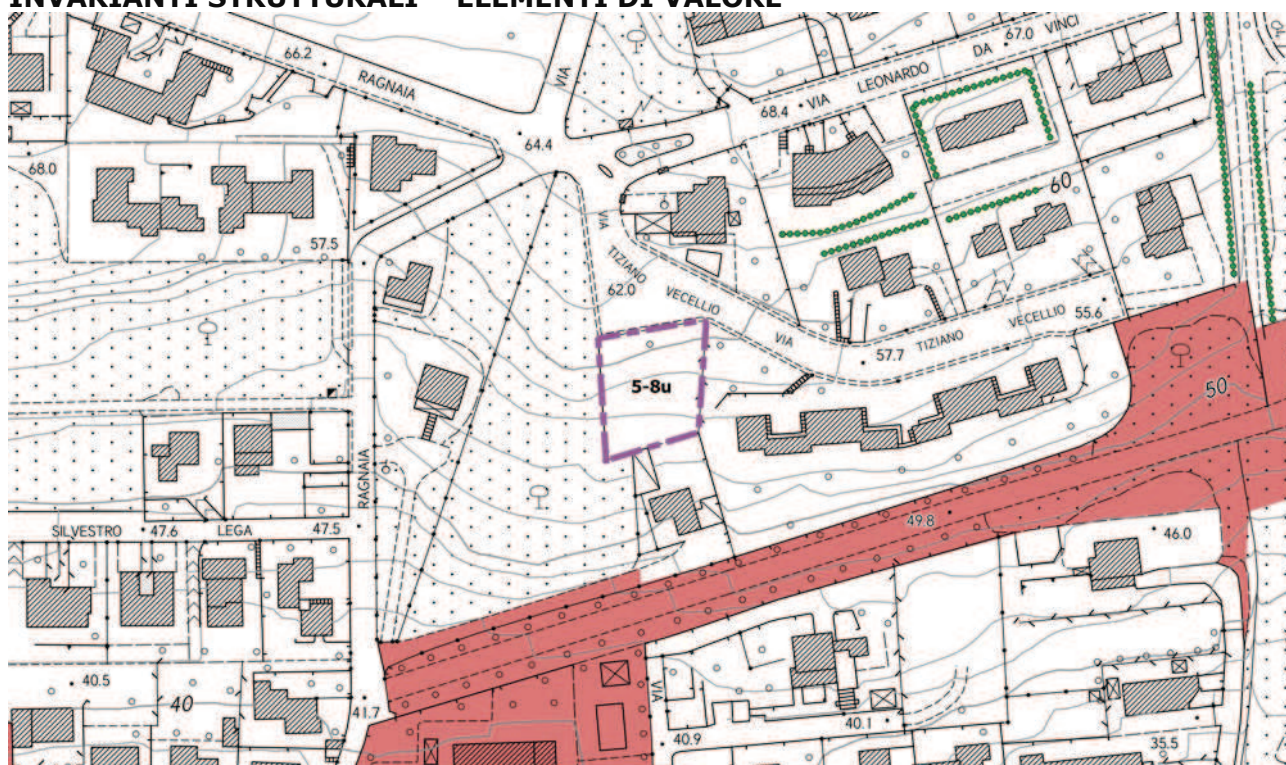 INVARIANTI STRUTTURALI - ELEMENTI DI VALORE
66.2
RAGNAIA
VIA
VIA LEONARDO DA VINCI
67.0
68.4
64.4
68.0
60
57.5
VIA TIZIANO VECELLIO
62.0
VIA TIZIANO VECELLIO
55.6
57.7
5-8u
50
RAGNAIA
SILVESTRO LEGA
47.6
47.5
49.8
46.0
40.5
40
41.7
VIA
40.9
40.1
35.5